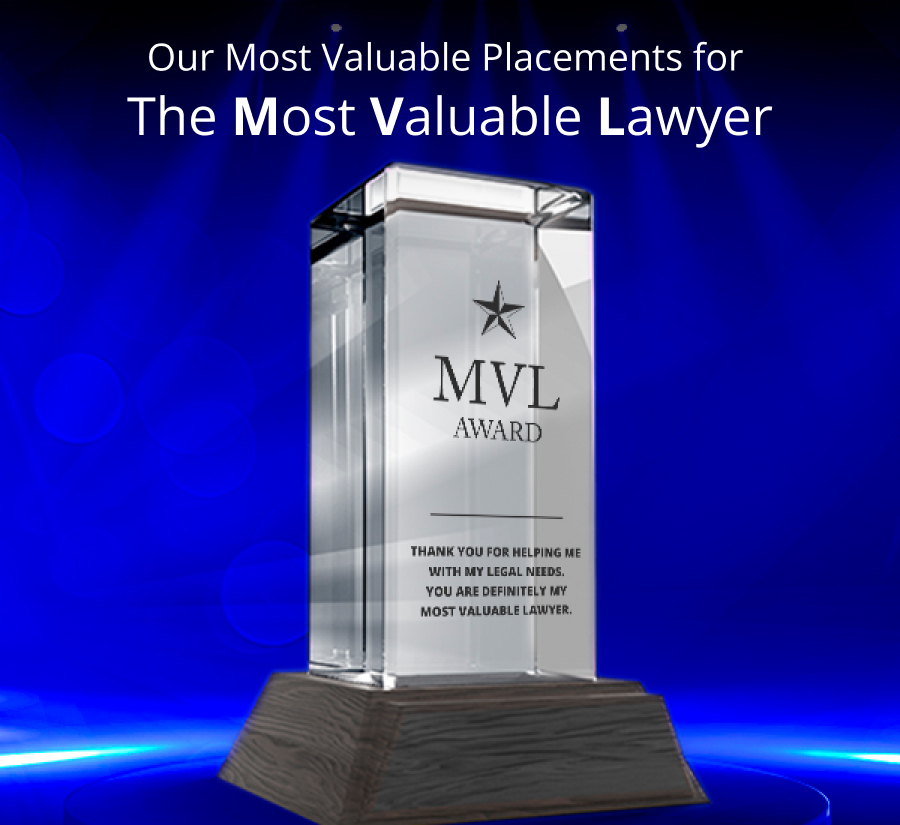 Our Most Valuable Placements for
The Most Valuable Lawyer
MVL
AWARD
THANK YOU FOR HELPING ME
WITH MY LEGAL NEEDS.
YOU ARE DEFINITELY MY
MOST VALUABLE LAWYER.